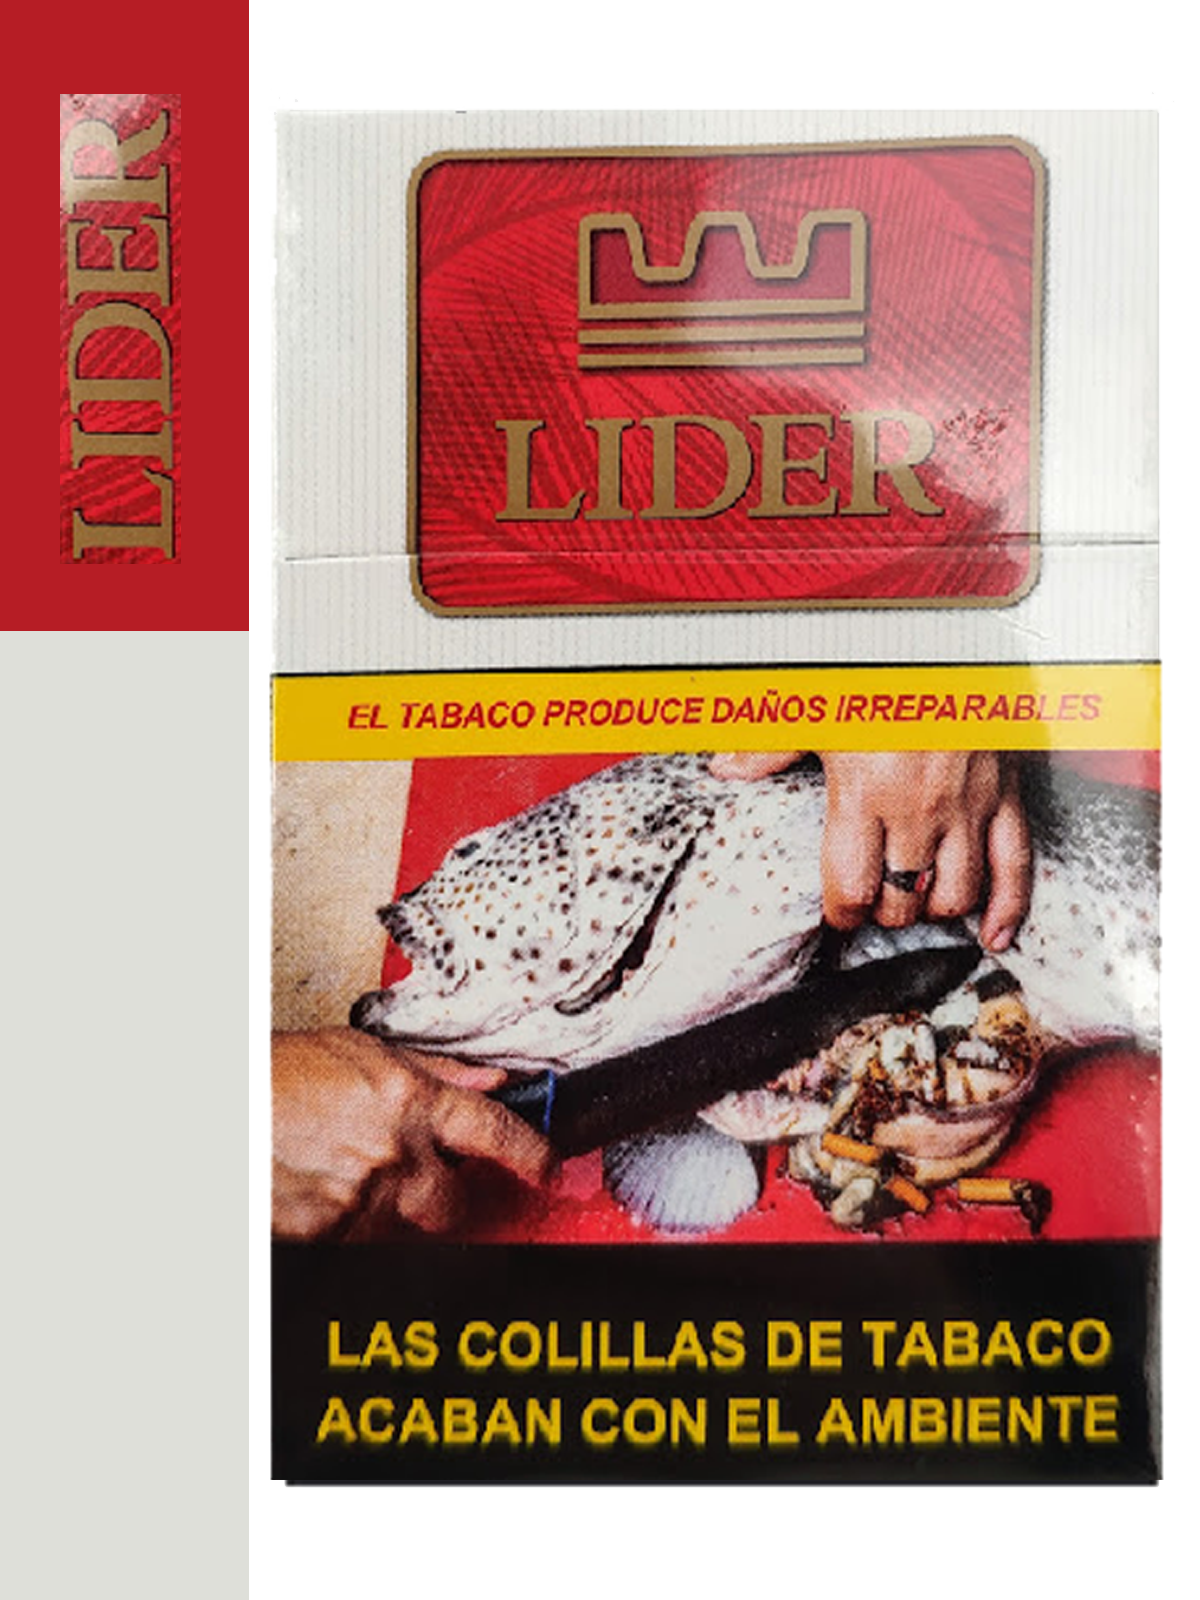 LIDER
LIDER
EL TABACO PRODUCE DAÑOS IRREPARABLES
LAS COLILLAS DE TABACO
ACABAN CON EL AMBIENTE